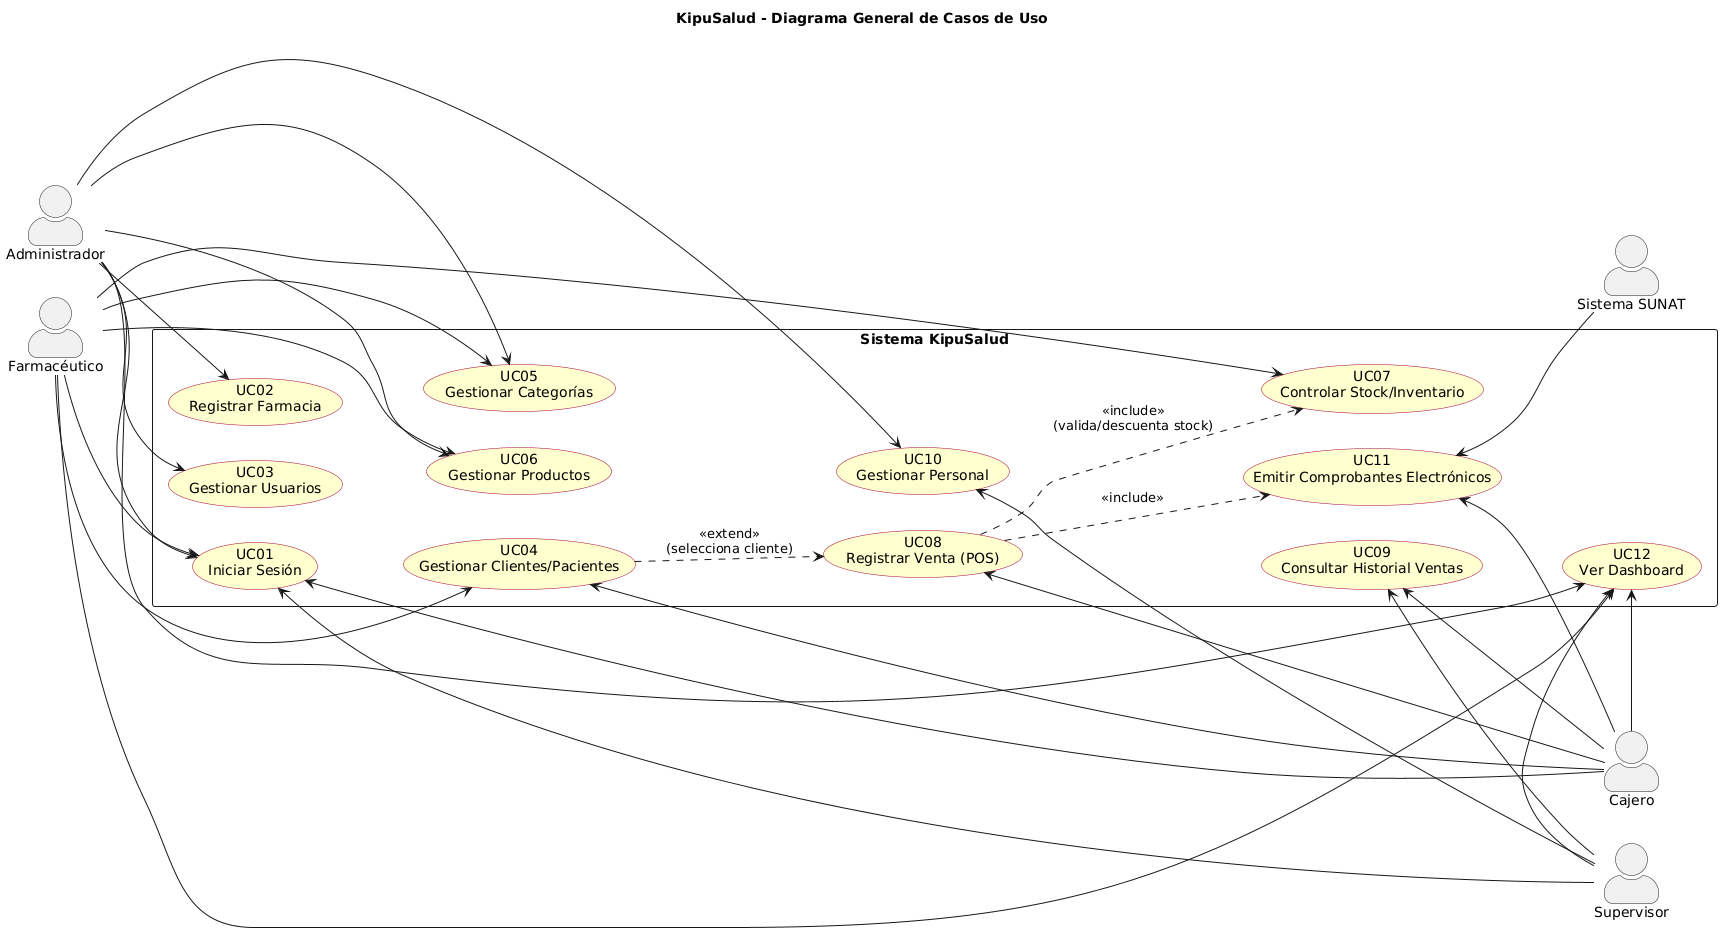 KipuSalud - Diagrama General de Casos de Uso
Administrador
Sistema SUNAT
Farmacéutico
Sistema KipuSalud
UC02
Registrar Farmacia
UC05
Gestionar Categorías
UC07
Controlar Stock/Inventario
«include»
(valida/descuenta stock)
UC03
Gestionar Usuarios
UC06
Gestionar Productos
UC10
Gestionar Personal
UC11
Emitir Comprobantes Electrónicos
«include»
UC01
Iniciar Sesión
UC04
Gestionar Clientes/Pacientes
«extend»
(selecciona cliente)
UC08
Registrar Venta (POS)
UC09
Consultar Historial Ventas
UC12
Ver Dashboard
Cajero
Supervisor